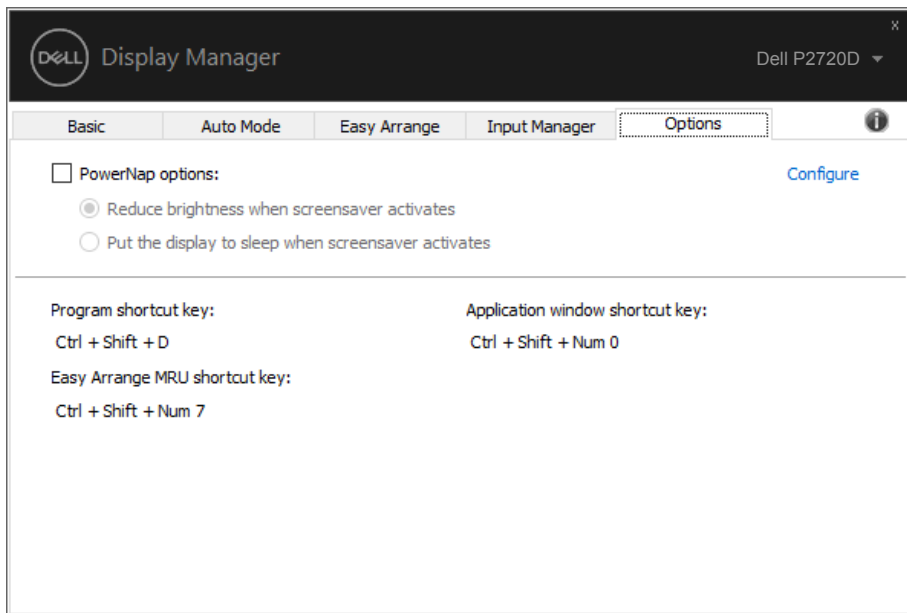 x
DELL Display Manager
Dell P2720D
Basic Auto Mode Easy Arrange Input Manager Options i
PowerNap options: Configure
Reduce brightness when screensaver activates
Put the display to sleep when screensaver activates
Program shortcut key: Application window shortcut key:
Ctrl + Shift + D Ctrl + Shift + Num 0
Easy Arrange MRU shortcut key:
Ctrl + Shift + Num 7